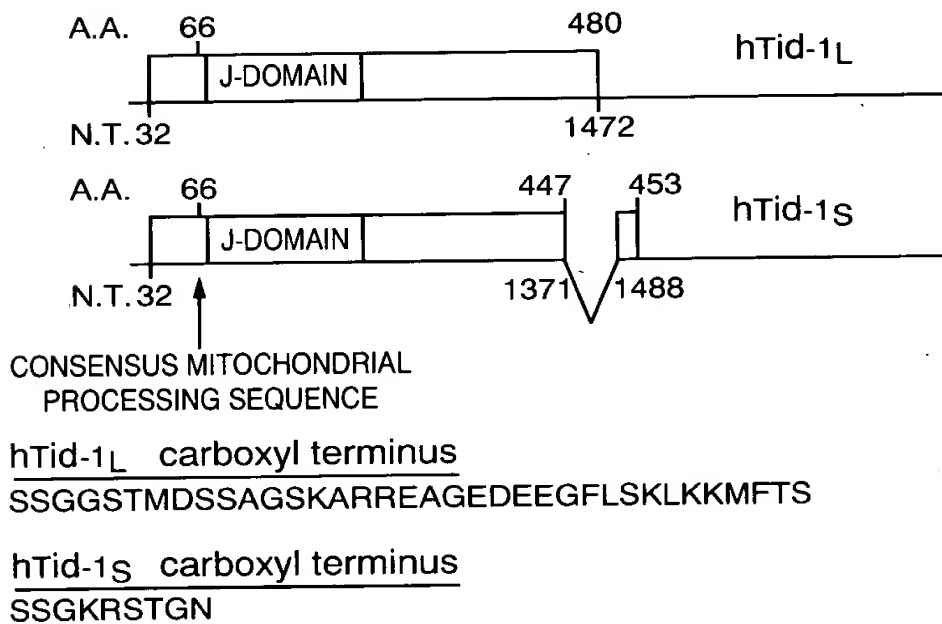 A.A. 66 480 hTid-1L
J-DOMAIN
N.T. 32 1472
A.A. 66 447 453 hTid-1S
J-DOMAIN
N.T. 32 1371 1488
CONSENSUS MITOCHONDRIAL
PROCESSING SEQUENCE
hTid-1L carboxyl terminus
SSGGSTMDSSAGSKARREAGEDEEGFLSKLKKMFTS
hTid-1S carboxyl terminus
SSGKRSTGN